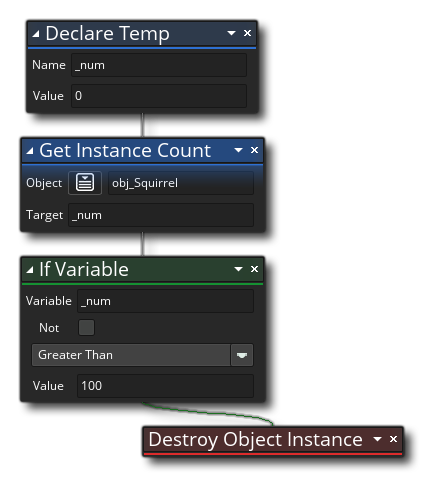 Declare Temp
Name _num
Value 0
Get Instance Count
Object obj_Squirrel
Target _num
If Variable
Variable _num
Not
Greater Than
Value 100
Destroy Object Instance